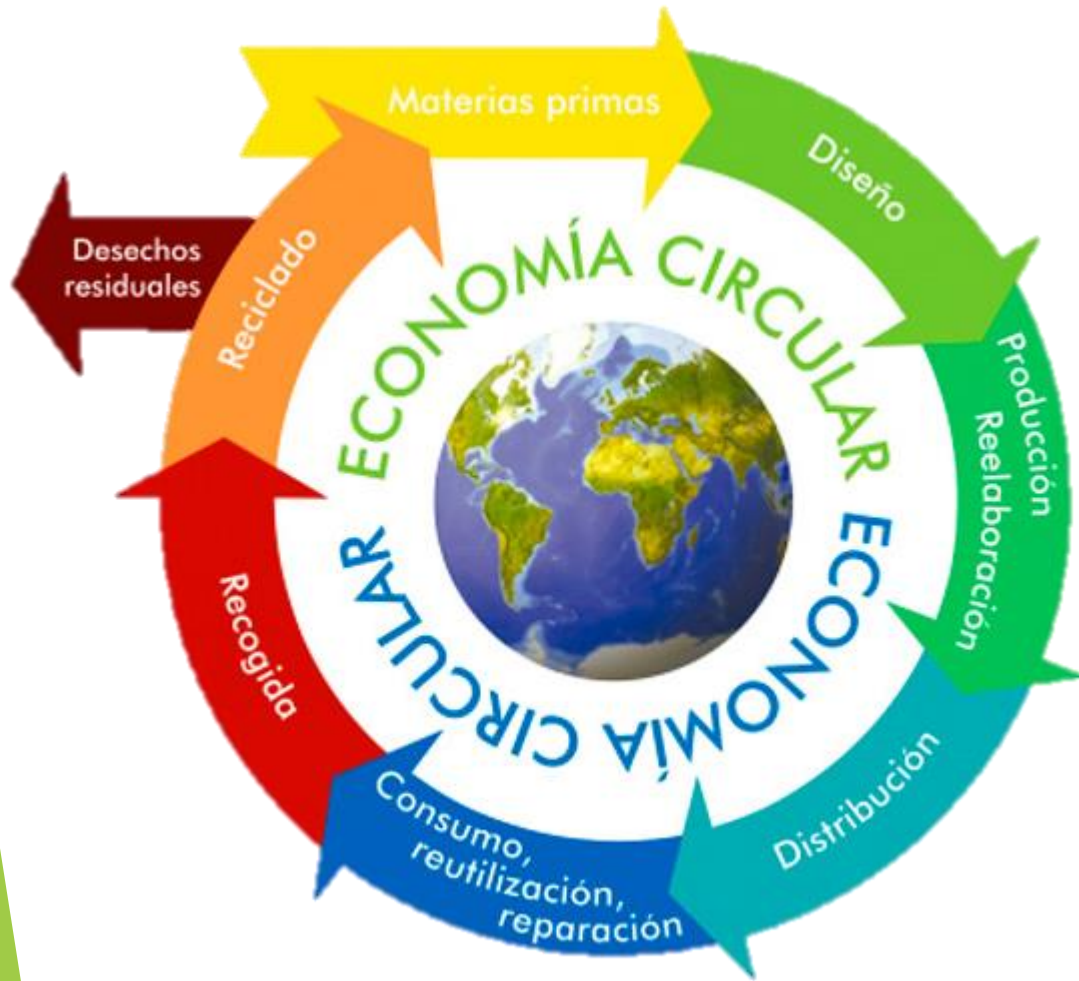 Materias primas
Diseño
Producción
Reelaboración
Distribución
Consumo,
reutilización,
reparación
Recogida
Reciclado
Desechos
residuales
ECONOMÍA CIRCULAR
ECONOMÍA CIRCULAR